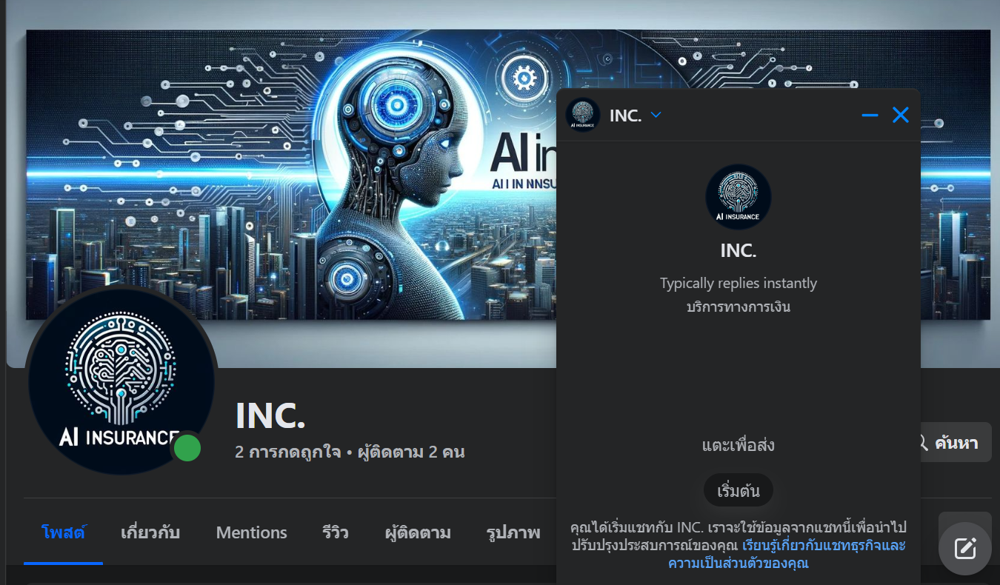 AI in
AI I IN NNSU
INC.
AI INSURANCE
AI INSURANCE
INC.
Typically replies instantly
บริการทางการเงิน
AI INSURANCE
INC.
2 การกดถูกใจ • ผู้ติดตาม 2 คน
ค้นหา
แตะเพื่อส่ง
เริ่มต้น
โพสต์ เกี่ยวกับ Mentions รีวิว ผู้ติดตาม รูปภาพ
คุณได้เริ่มแชทกับ INC. เราจะใช้ข้อมูลจากแชทนี้เพื่อนำไป
ปรับปรุงประสบการณ์ของคุณ เรียนรู้เกี่ยวกับแชทธุรกิจและ
ความเป็นส่วนตัวของคุณ